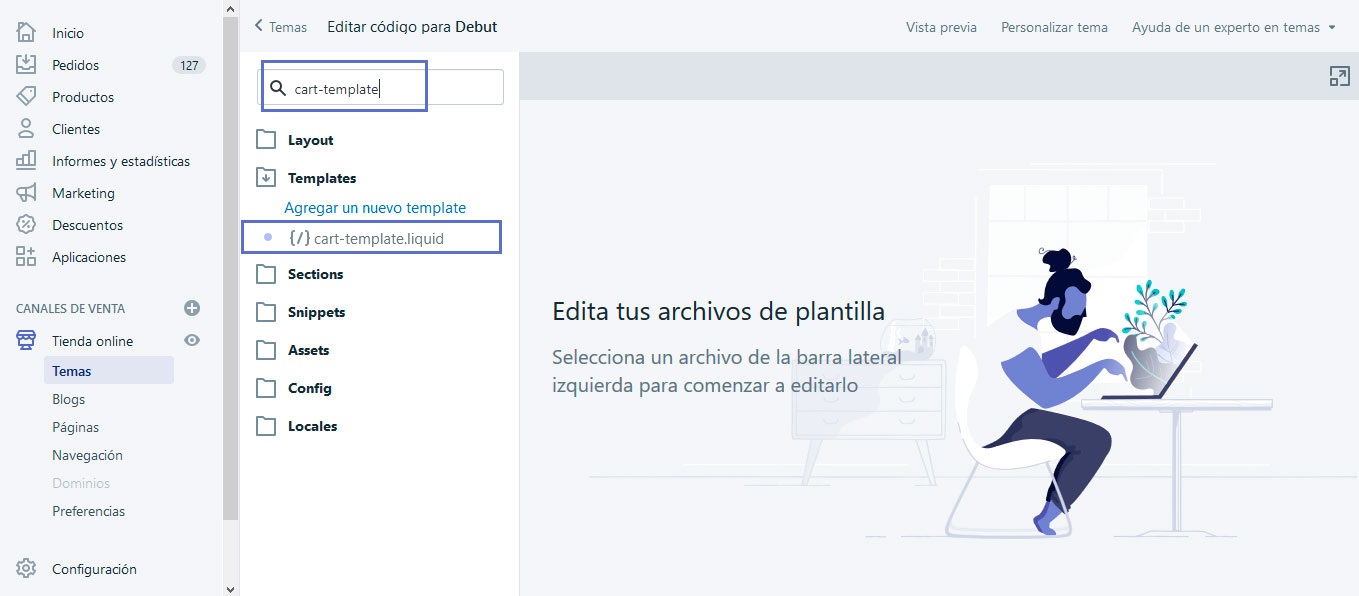 Inicio
Pedidos 127
Productos
Clientes
Informes y estadísticas
Marketing
Descuentos
Aplicaciones
CANALES DE VENTA
Tienda online
Temas
Blogs
Páginas
Navegación
Dominios
Preferencias
Configuración
Temas Editar código para Debut
Vista previa Personalizar tema Ayuda de un experto en temas
cart-template
Layout
Templates
Agregar un nuevo template
{/} cart-template.liquid
Sections
Snippets
Assets
Config
Locales
Edita tus archivos de plantilla
Selecciona un archivo de la barra lateral
izquierda para comenzar a editarlo